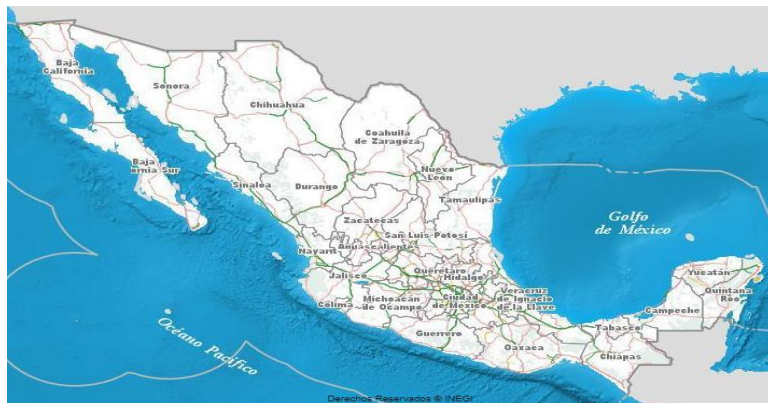 Baja
California
Sonora
Chihuahua
Coahuila
de Zaragoza
Baja
ornia Sur
Nuevo
León
Sinaloa
Durango
Tamaulipas
Zacatecas
San Luis Potosí
Golfo
de México
Aguascalientes
Nayarit
Querétaro
Hidalgo
Yucatán
Jalisco
Quintana
Roo
Veracruz
de Ignacio
de la Llave
Michoacán
de Ocampo
Ciudad
de México
Colima
Campeche
Océano Pacífico
Guerrero
Tabasco
Oaxaca
Chiapas
Derechos Reservados © INEGI